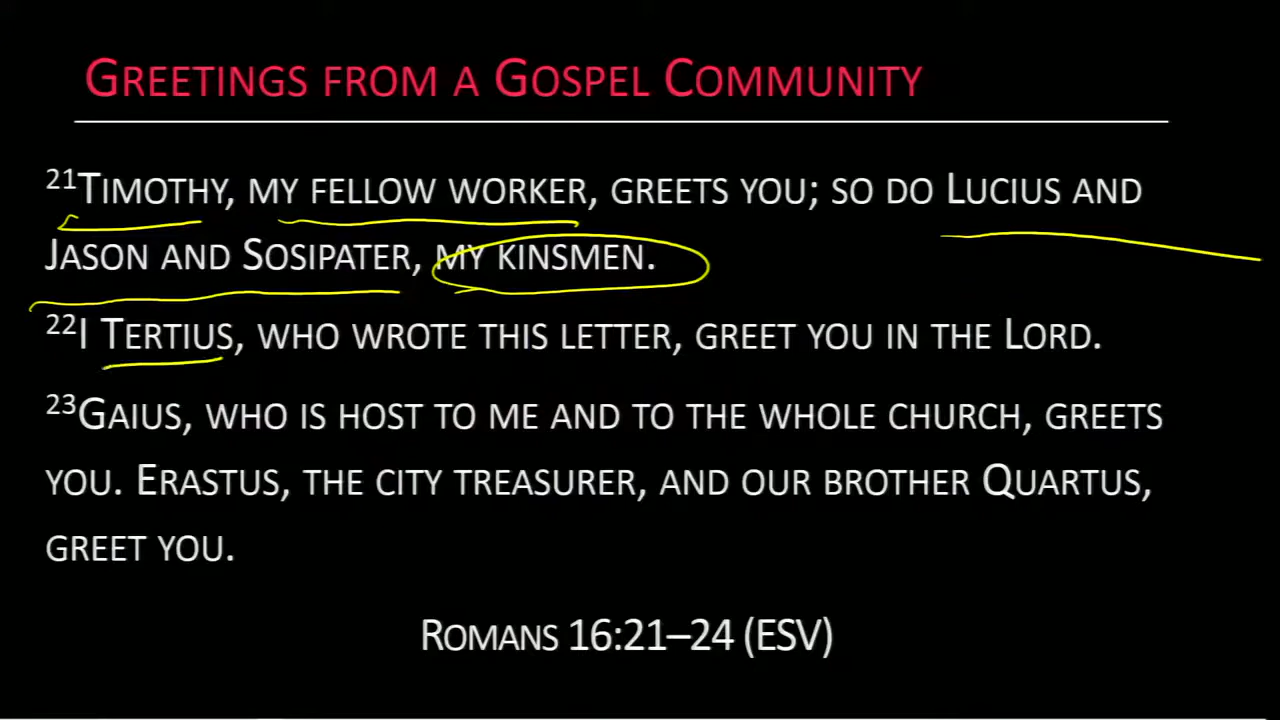 Greetings from a Gospel Community
21Timothy, my fellow worker, greets you; so do Lucius and
Jason and Sosipater, my kinsmen.
22I Tertius, who wrote this letter, greet you in the Lord.
23Gaius, who is host to me and to the whole church, greets
you. Erastus, the city treasurer, and our brother Quartus,
greet you.
Romans 16:21–24 (ESV)